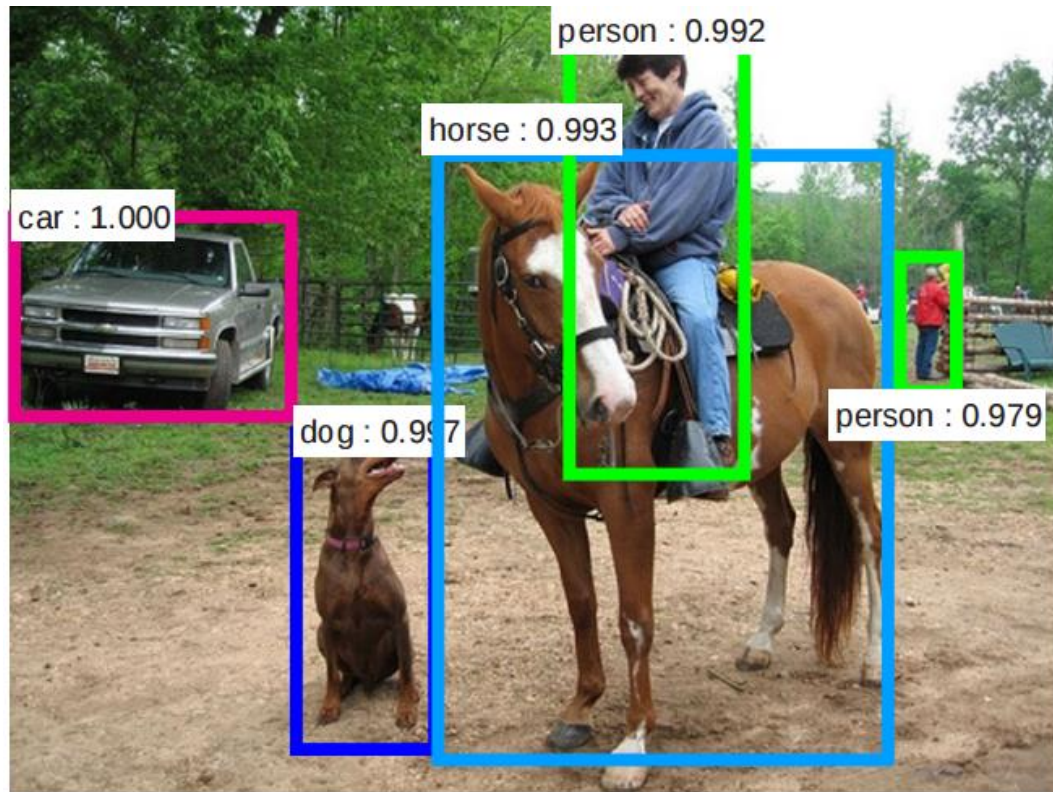 person : 0.992
horse : 0.993
car : 1.000
person : 0.979
dog : 0.997